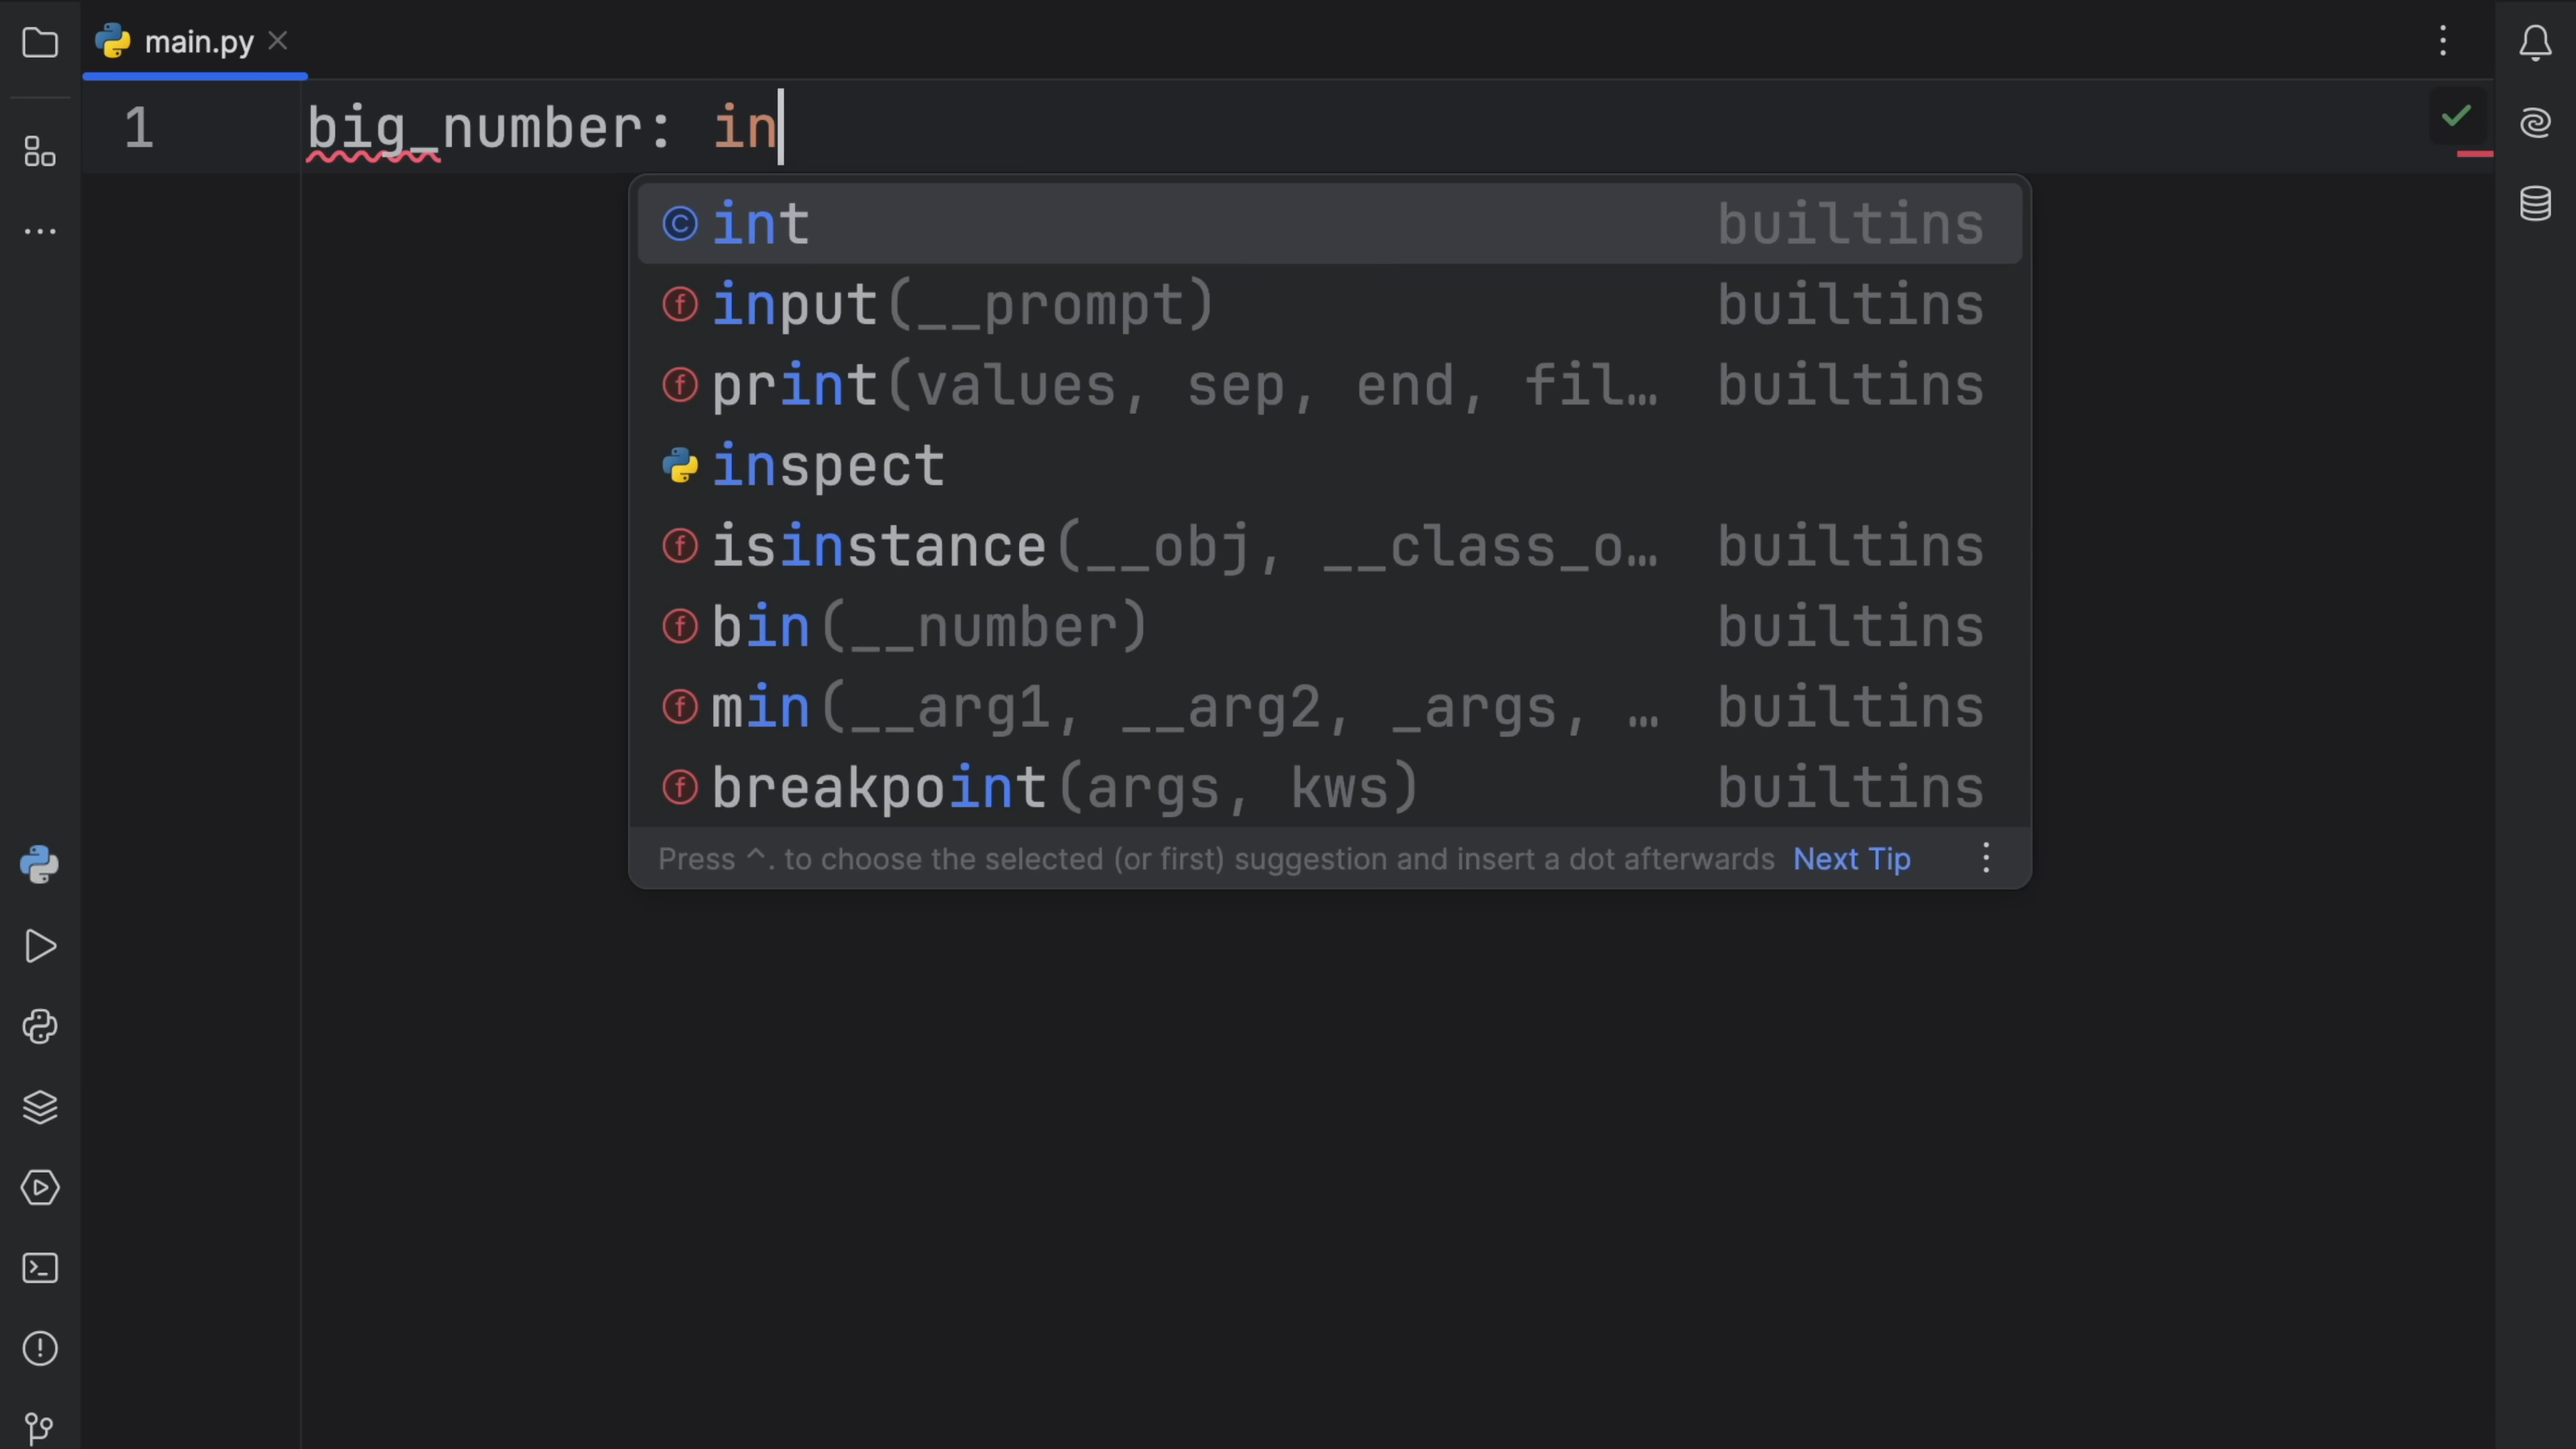 main.py
1 big_number: in
int builtins
input(__prompt) builtins
print(values, sep, end, fil… builtins
inspect
isinstance(__obj, __class_o… builtins
bin(__number) builtins
min(__arg1, __arg2, _args, … builtins
breakpoint(args, kws) builtins
Press ^. to choose the selected (or first) suggestion and insert a dot afterwards Next Tip